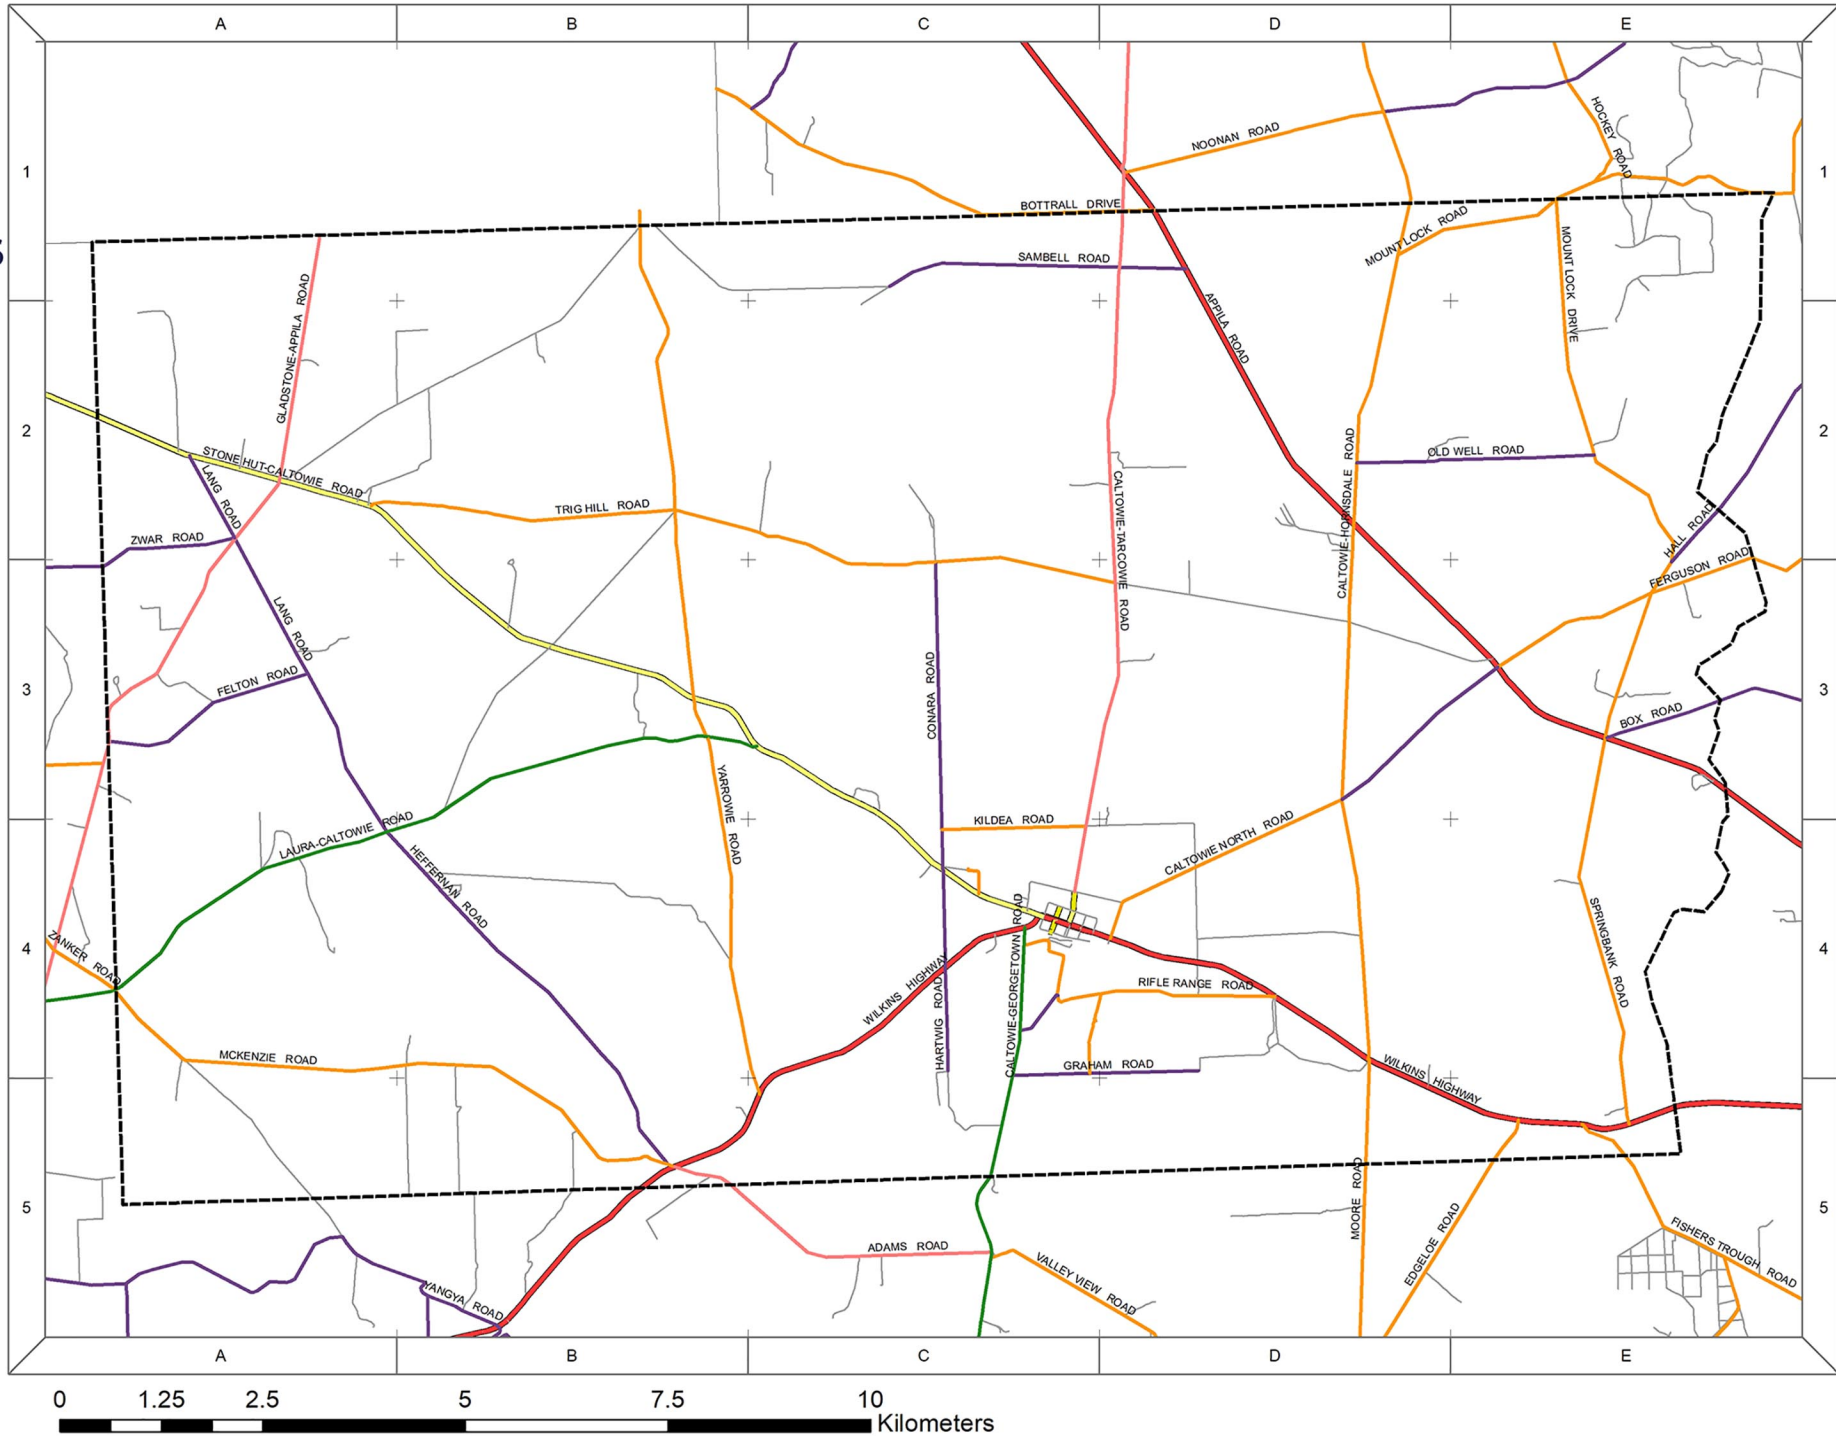 A B C D E
HOCKEY ROAD
NOONAN ROAD
1 1
BOTTRALL DRIVE
MOUNT LOCK ROAD
MOUNT LOCK DRIVE
SAMBELL ROAD
GLADSTONE-APPILA ROAD
APPILA ROAD
2 2
STONE HUT-CALTOWIE ROAD
OLD WELL ROAD
LANG ROAD
TRIG HILL ROAD
CALTOWIE-TARCOWIE ROAD
CALTOWIE-HORNSDALE ROAD
HALL ROAD
ZWAR ROAD
FERGUSON ROAD
LANG ROAD
FELTON ROAD
CONARA ROAD
3 3
BOX ROAD
YARROWIE ROAD
LAURA-CALTOWIE ROAD
KILDEA ROAD
CALTOWIE NORTH ROAD
HEFFERNAN ROAD
SPRINGBANK ROAD
ZANKER ROAD
4 4
WILKINS HIGHWAY
HARTWIG ROAD
CALTOWIE-GEORGETOWN ROAD
RIFLE RANGE ROAD
MCKENZIE ROAD
GRAHAM ROAD
WILKINS HIGHWAY
MOORE ROAD
5 5
EDGELOE ROAD
FISHERS TROUGH ROAD
ADAMS ROAD
VALLEY VIEW ROAD
YANGYA ROAD
A B C D E
0 1.25 2.5 5 7.5 10
Kilometers